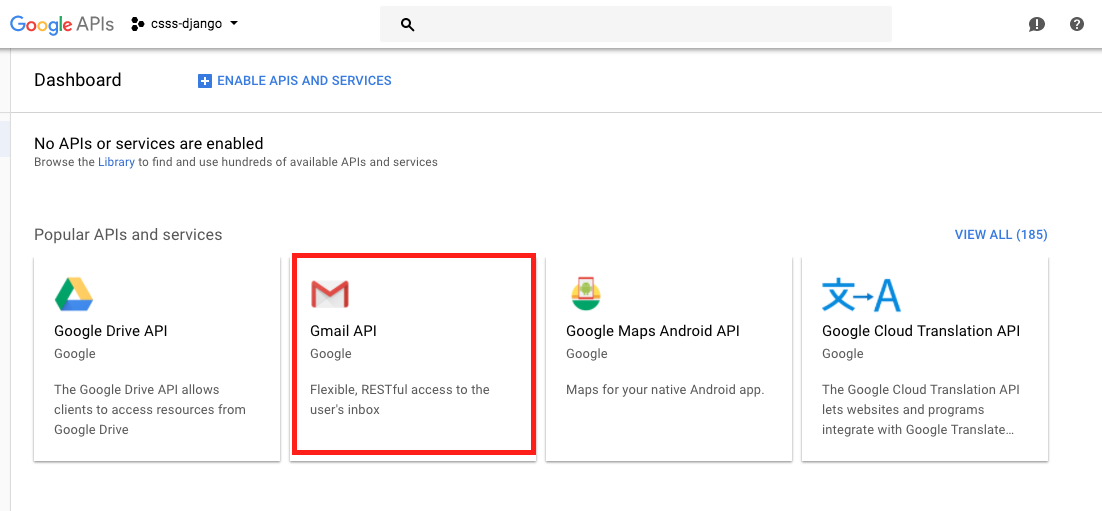 Google APIs csss-django
Dashboard ENABLE APIS AND SERVICES
No APIs or services are enabled
Browse the Library to find and use hundreds of available APIs and services
Popular APIs and services VIEW ALL (185)
Google Drive API
Google
The Google Drive API allows
clients to access resources from
Google Drive
Gmail API
Google
Flexible, RESTful access to the
user's inbox
Google Maps Android API
Google
Maps for your native Android app.
文→A
Google Cloud Translation API
Google
The Google Cloud Translation API
lets websites and programs
integrate with Google Translate…